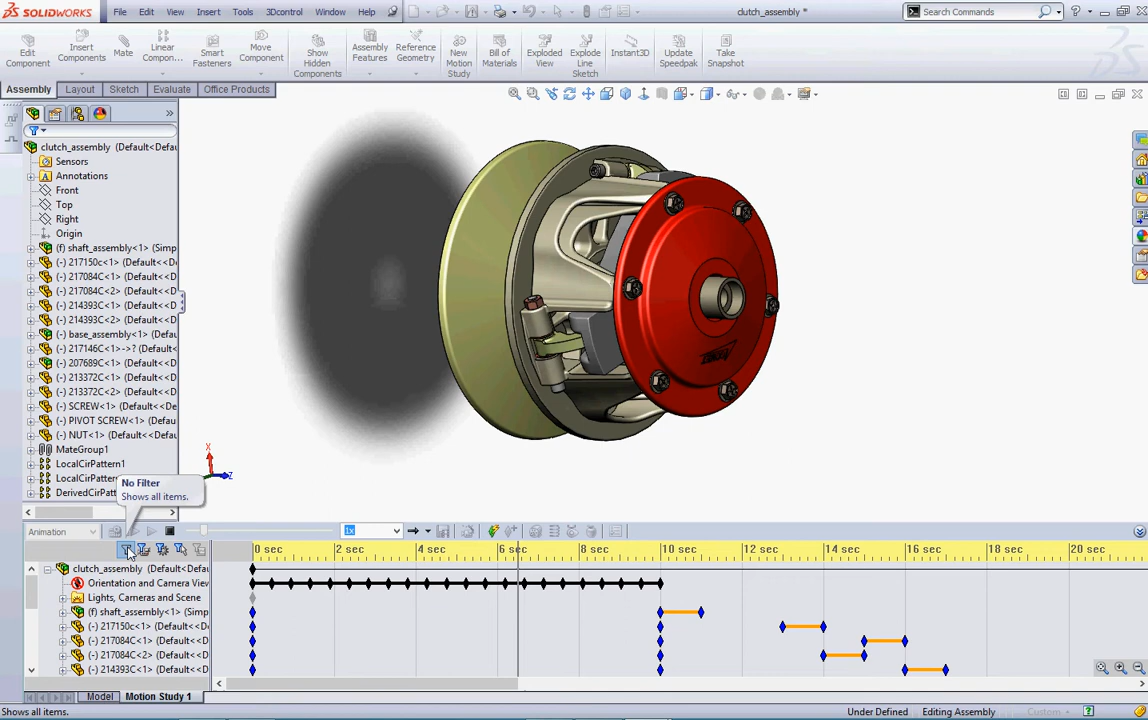 SOLIDWORKS File Edit View Insert Tools 3Dcontrol Window Help clutch_assembly * Search Commands
Edit Component
Insert Components
Mate
Linear Compon...
Smart Fasteners
Move Component
Show Hidden Components
Assembly Features
Reference Geometry
New Motion Study
Bill of Materials
Exploded View
Explode Line Sketch
Instant3D
Update Speedpak
Take Snapshot
Assembly Layout Sketch Evaluate Office Products
clutch_assembly (Default<Defau
Sensors
Annotations
Front
Top
Right
Origin
(f) shaft_assembly<1> (Simp
(-) 217150c<1> (Default<<D
(-) 217084C<1> (Default<<D
(-) 217084C<2> (Default<<D
(-) 214393C<1> (Default<<D
(-) 214393C<2> (Default<<D
(-) base_assembly<1> (Defau
(-) 217146C<1>->? (Default<
(-) 207689C<1> (Default<<D
(-) 213372C<1> (Default<<D
(-) 213372C<2> (Default<<D
(-) SCREW<1> (Default<<Def
(-) PIVOT SCREW<1> (Defau
(-) NUT<1> (Default<<Defau
MateGroup1
LocalCirPattern1
LocalCirPatter
DerivedCirPatt
X
Z
No Filter
Shows all items.
Animation 1x
0 sec 2 sec 4 sec 6 sec 8 sec 10 sec 12 sec 14 sec 16 sec 18 sec 20 sec
clutch_assembly (Default<Defau
Orientation and Camera View
Lights, Cameras and Scene
(f) shaft_assembly<1> (Simp
(-) 217150c<1> (Default<<D
(-) 217084C<1> (Default<<D
(-) 217084C<2> (Default<<D
(-) 214393C<1> (Default<<D
Model Motion Study 1
Shows all items. Under Defined Editing Assembly Custom